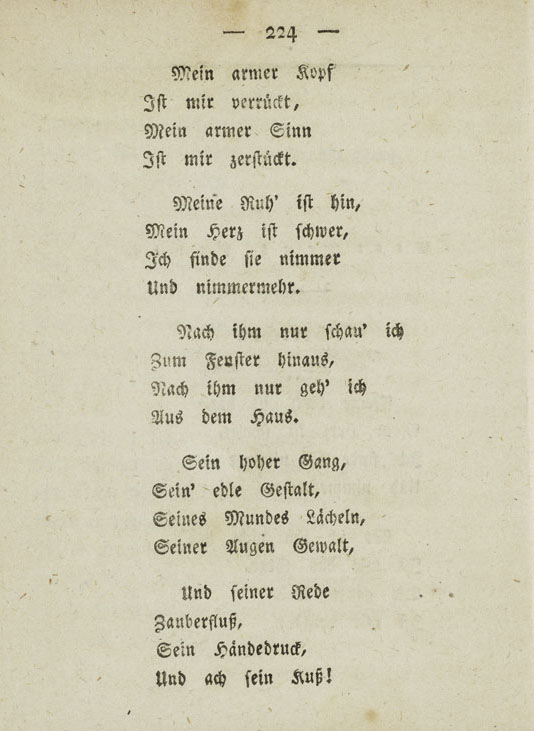 — 224 —
Mein armer Kopf
Iſt mir verrückt,
Mein armer Sinn
Iſt mir zerſtückt.
Meine Ruh’ iſt hin,
Mein Herz iſt ſchwer,
Ich finde ſie nimmer
Und nimmermehr.
Nach ihm nur ſchau’ ich
Zum Fenſter hinaus,
Nach ihm nur geh’ ich
Aus dem Haus.
Sein hoher Gang,
Sein’ edle Geſtalt,
Seines Mundes Lächeln,
Seiner Augen Gewalt,
Und ſeiner Rede
Zauberfluß,
Sein Händedruck,
Und ach ſein Kuß!